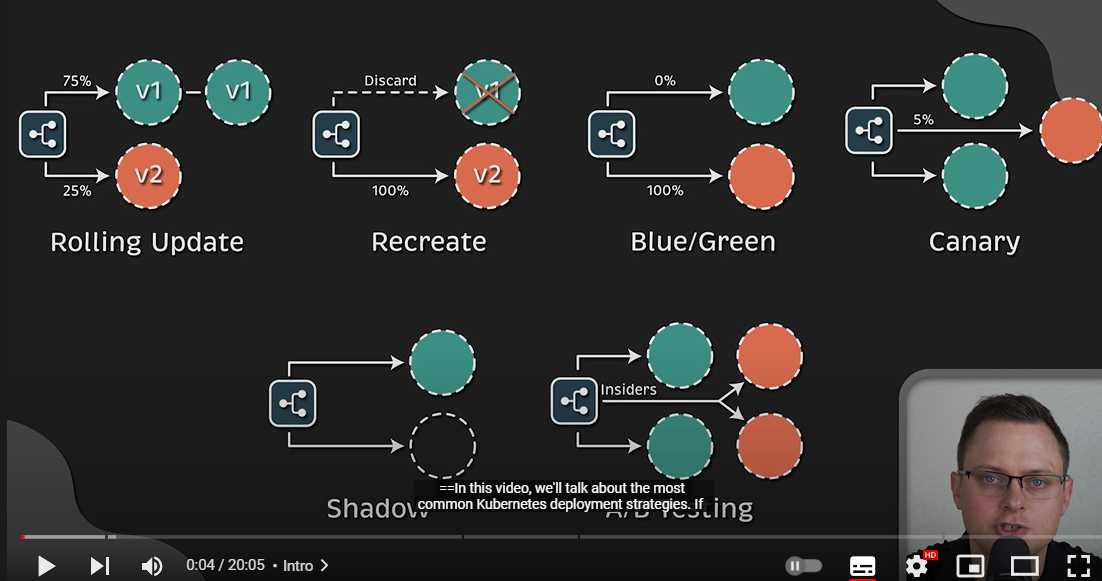 75%
v1
v1
v2
25%
Rolling Update
Discard
v1
v2
100%
Recreate
0%
100%
Blue/Green
5%
Canary
Shadow
Insiders
A/B Testing
==In this video, we'll talk about the most
common Kubernetes deployment strategies. If
0:04 / 20:05 • Intro
HD